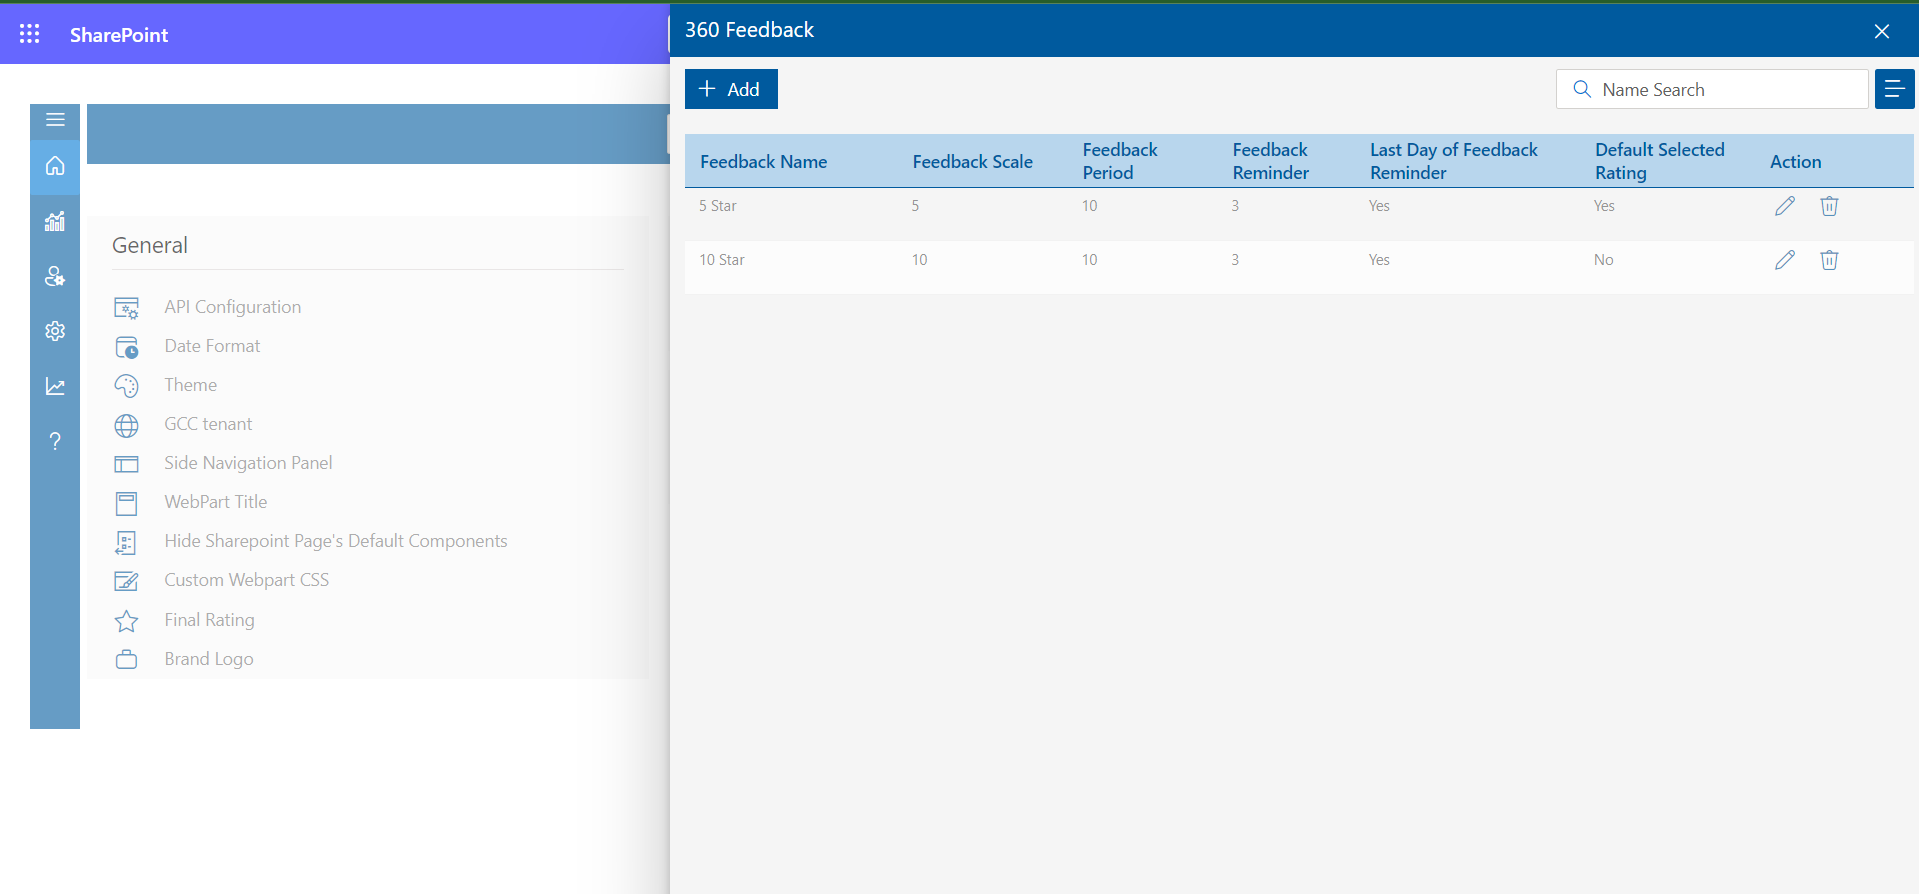 SharePoint
360 Feedback
Add
Name Search
Feedback Name
Feedback Scale
Feedback
Period
Feedback
Reminder
Last Day of Feedback
Reminder
Default Selected
Rating
Action
5 Star
5
10
3
Yes
Yes
10 Star
10
10
3
Yes
No
General
API Configuration
Date Format
Theme
GCC tenant
Side Navigation Panel
WebPart Title
Hide Sharepoint Page's Default Components
Custom Webpart CSS
Final Rating
Brand Logo